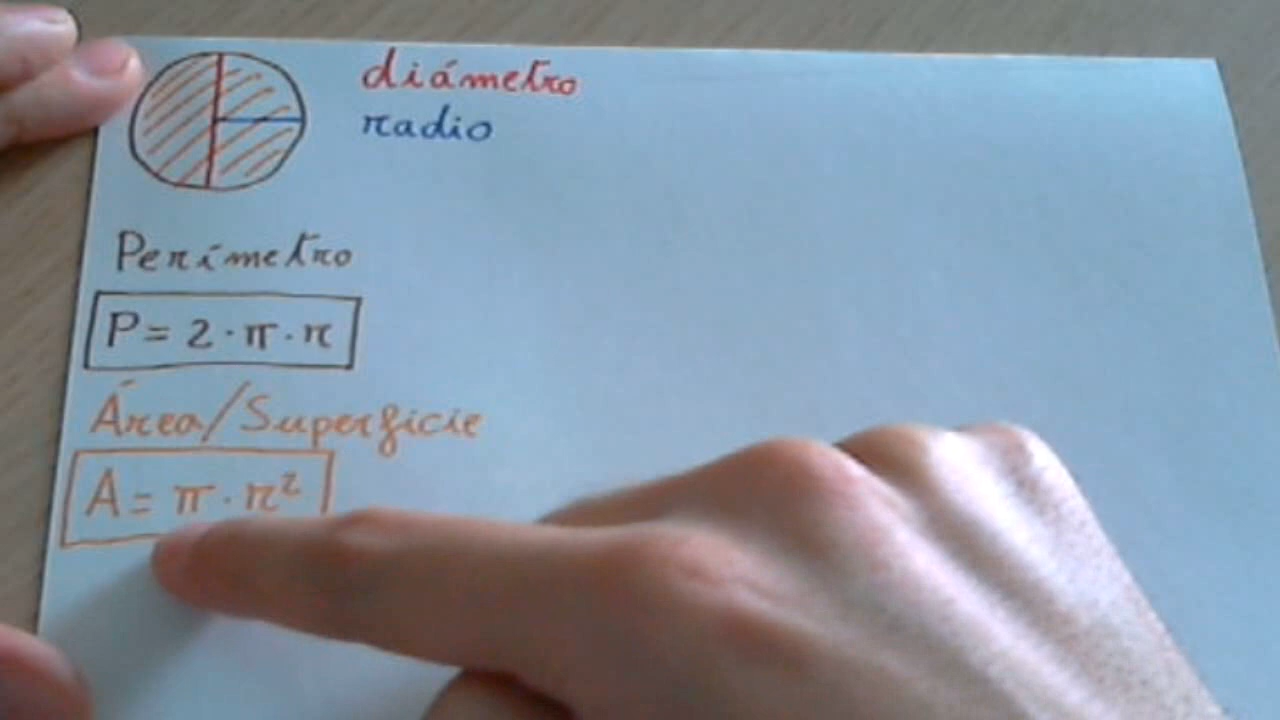 diámetro
radio
Perímetro
P = 2 · π · r
Área/Superficie
A = π · r²